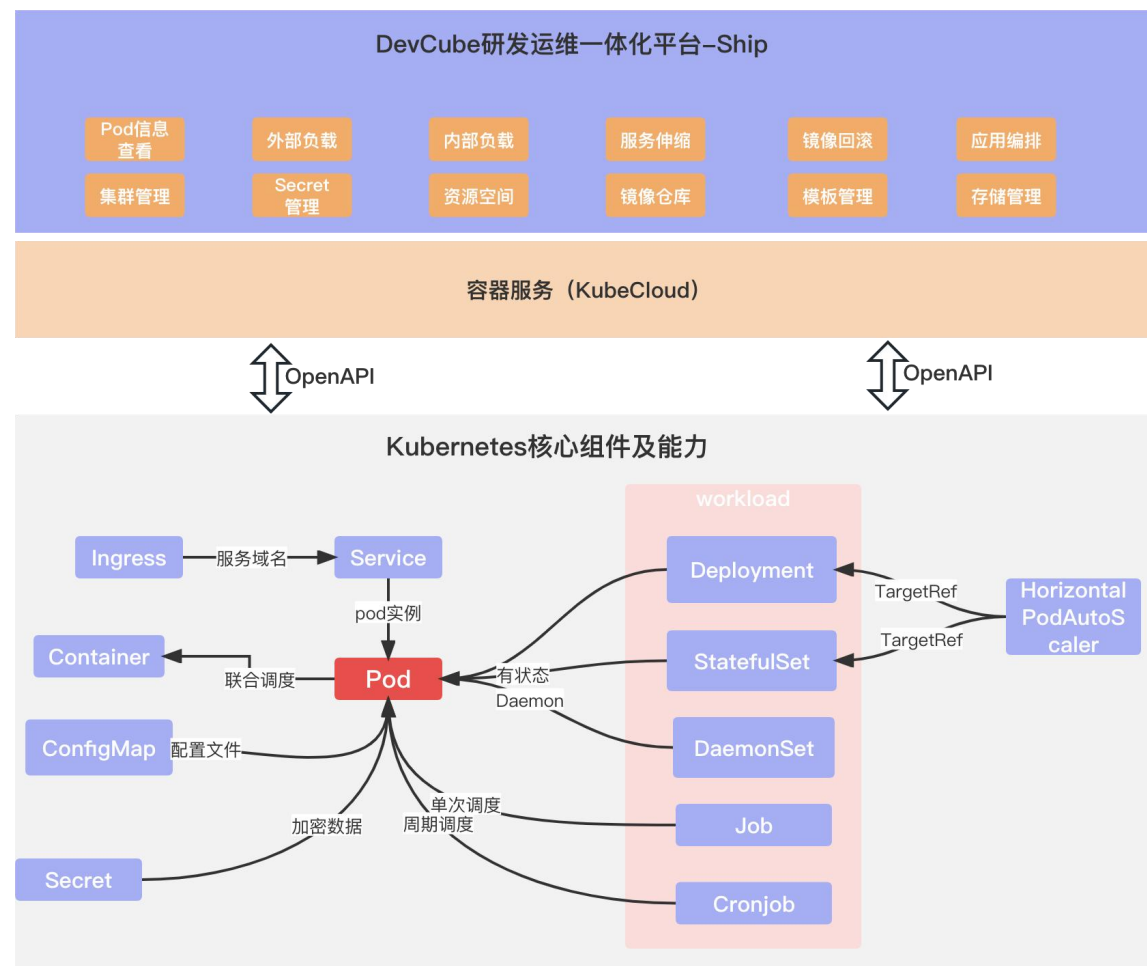 DevCube研发运维一体化平台-Ship
Pod信息
查看
外部负载
内部负载
服务伸缩
镜像回滚
应用编排
集群管理
Secret
管理
资源空间
镜像仓库
模板管理
存储管理
容器服务（KubeCloud）
OpenAPI
OpenAPI
Kubernetes核心组件及能力
workload
Ingress
服务域名
Service
Deployment
TargetRef
Horizontal
PodAutoS
caler
pod实例
TargetRef
Container
联合调度
Pod
有状态
StatefulSet
Daemon
ConfigMap
配置文件
DaemonSet
单次调度
周期调度
加密数据
Job
Secret
Cronjob